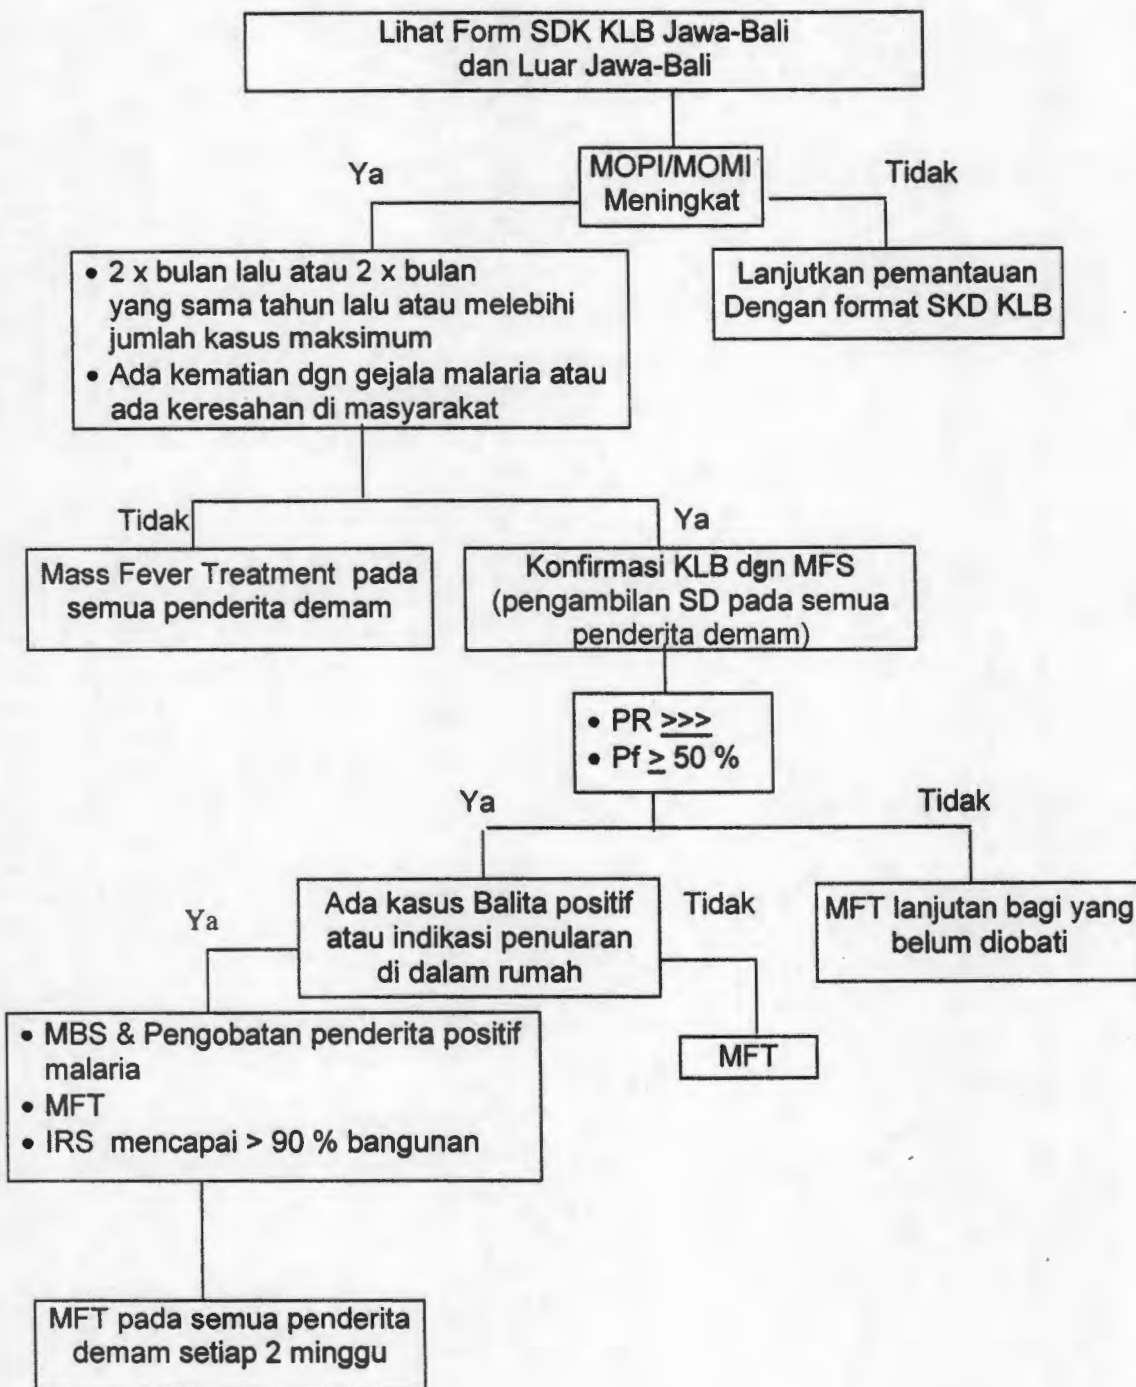 Lihat Form SDK KLB Jawa-Bali
dan Luar Jawa-Bali
Ya
MOPI/MOMI
Meningkat
Tidak
• 2 x bulan lalu atau 2 x bulan
yang sama tahun lalu atau melebihi
jumlah kasus maksimum
• Ada kematian dgn gejala malaria atau
ada keresahan di masyarakat
Lanjutkan pemantauan
Dengan format SKD KLB
Tidak
Ya
Mass Fever Treatment pada
semua penderita demam
Konfirmasi KLB dgn MFS
(pengambilan SD pada semua
penderita demam)
• PR >>>
• Pf ≥ 50 %
Ya
Tidak
Ya
Ada kasus Balita positif
atau indikasi penularan
di dalam rumah
Tidak
MFT lanjutan bagi yang
belum diobati
• MBS & Pengobatan penderita positif
malaria
• MFT
• IRS mencapai > 90 % bangunan
MFT
MFT pada semua penderita
demam setiap 2 minggu